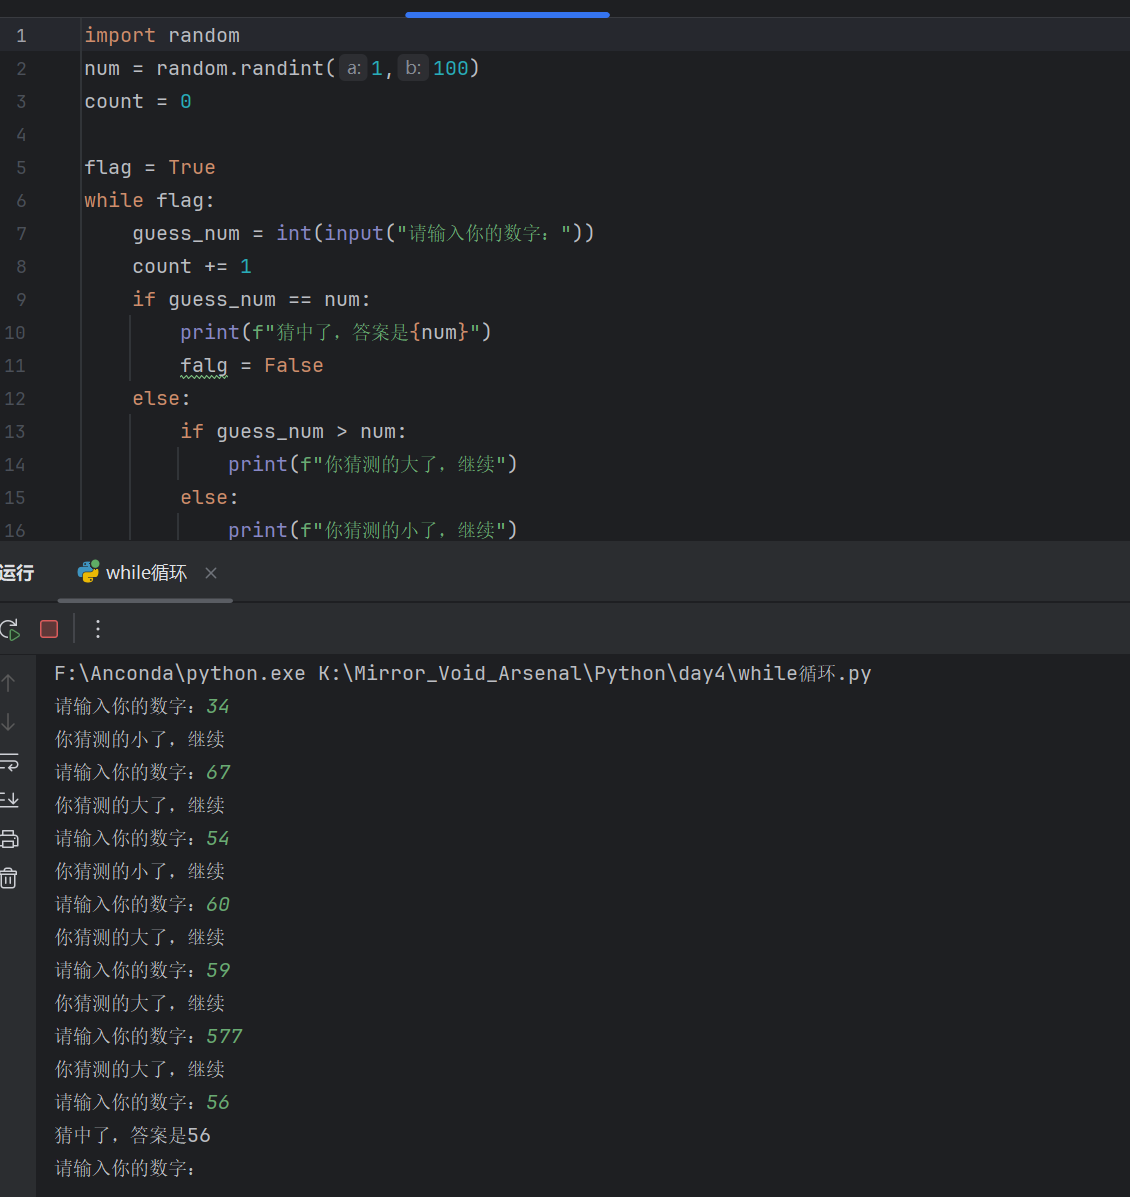 1 import random
2 num = random.randint( a: 1, b: 100)
3 count = 0
4
5 flag = True
6 while flag:
7 guess_num = int(input("请输入你的数字："))
8 count += 1
9 if guess_num == num:
10 print(f"猜中了，答案是{num}")
11 falg = False
12 else:
13 if guess_num > num:
14 print(f"你猜测的大了，继续")
15 else:
16 print(f"你猜测的小了，继续")
运行 while循环 ×
F:\Anconda\python.exe K:\Mirror_Void_Arsenal\Python\day4\while循环.py
请输入你的数字：34
你猜测的小了，继续
请输入你的数字：67
你猜测的大了，继续
请输入你的数字：54
你猜测的小了，继续
请输入你的数字：60
你猜测的大了，继续
请输入你的数字：59
你猜测的大了，继续
请输入你的数字：577
你猜测的大了，继续
请输入你的数字：56
猜中了，答案是56
请输入你的数字：